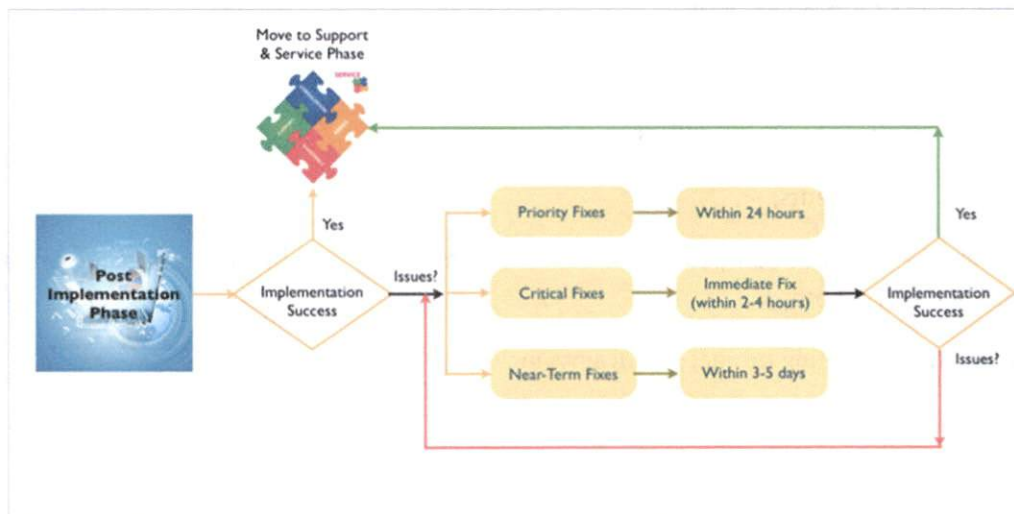 Move to Support
& Service Phase
SERVICE
Post
Implementation
Phase
Yes
Implementation
Success
Issues?
Priority Fixes
Within 24 hours
Critical Fixes
Immediate Fix
(within 2-4 hours)
Near-Term Fixes
Within 3-5 days
Yes
Implementation
Success
Issues?